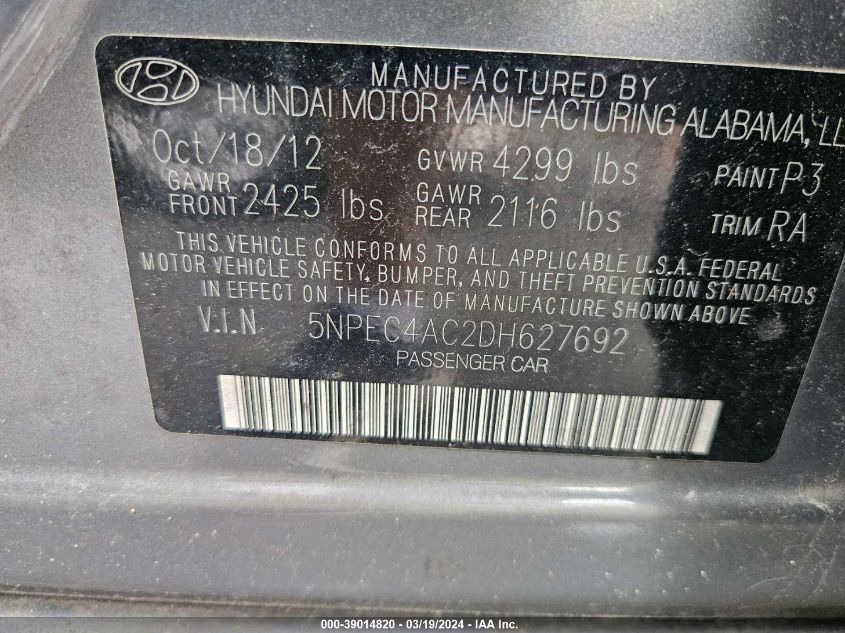 MANUFACTURED BY
HYUNDAI MOTOR MANUFACTURING ALABAMA, LL
Oct/18/12 GVWR 4299 lbs PAINT P3
GAWR FRONT 2425 lbs GAWR REAR 2116 lbs TRIM RA
THIS VEHICLE CONFORMS TO ALL APPLICABLE U.S.A. FEDERAL
MOTOR VEHICLE SAFETY, BUMPER, AND THEFT PREVENTION STANDARDS
IN EFFECT ON THE DATE OF MANUFACTURE SHOWN ABOVE
V.I.N 5NPEC4AC2DH627692
PASSENGER CAR
000-39014820 - 03/19/2024 - IAA Inc.